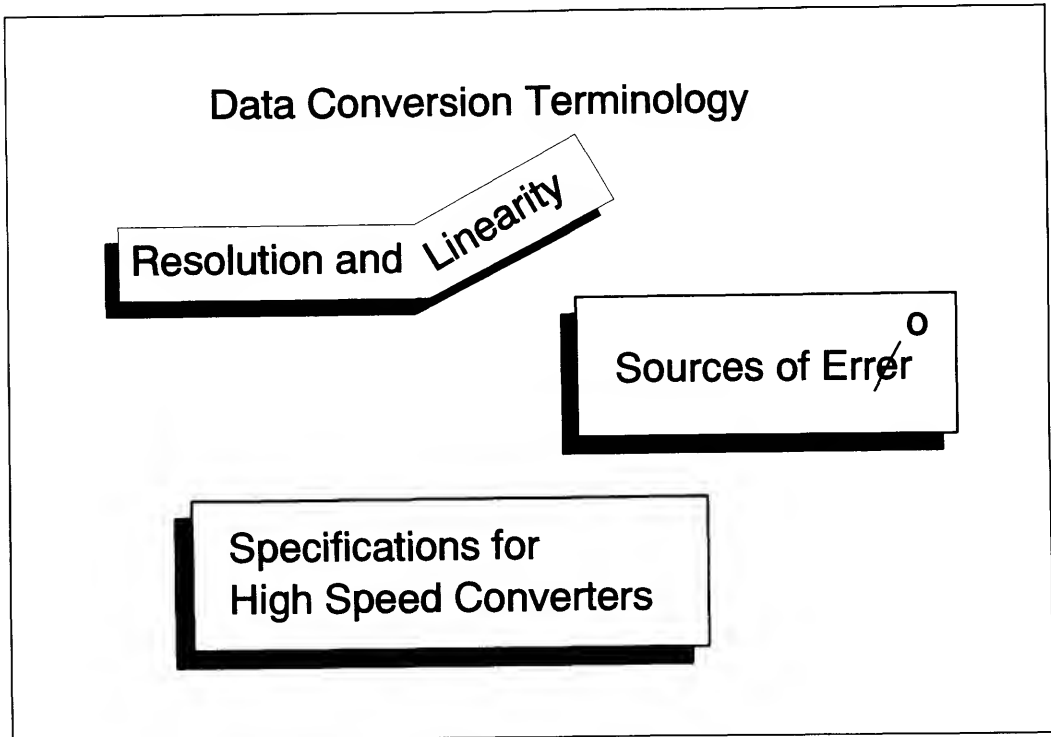 Data Conversion Terminology
Resolution and Linearity
o
Sources of Errer
Specifications for
High Speed Converters